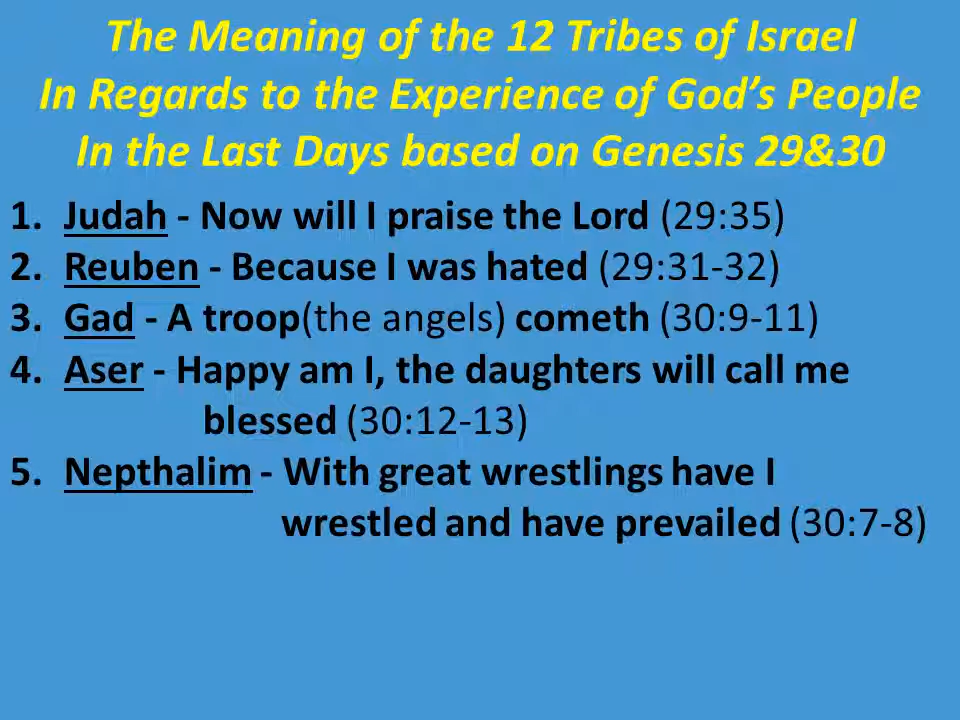 The Meaning of the 12 Tribes of Israel
In Regards to the Experience of God’s People
In the Last Days based on Genesis 29&30
1. Judah - Now will I praise the Lord (29:35)
2. Reuben - Because I was hated (29:31-32)
3. Gad - A troop(the angels) cometh (30:9-11)
4. Aser - Happy am I, the daughters will call me
blessed (30:12-13)
5. Nepthalim - With great wrestlings have I
wrestled and have prevailed (30:7-8)